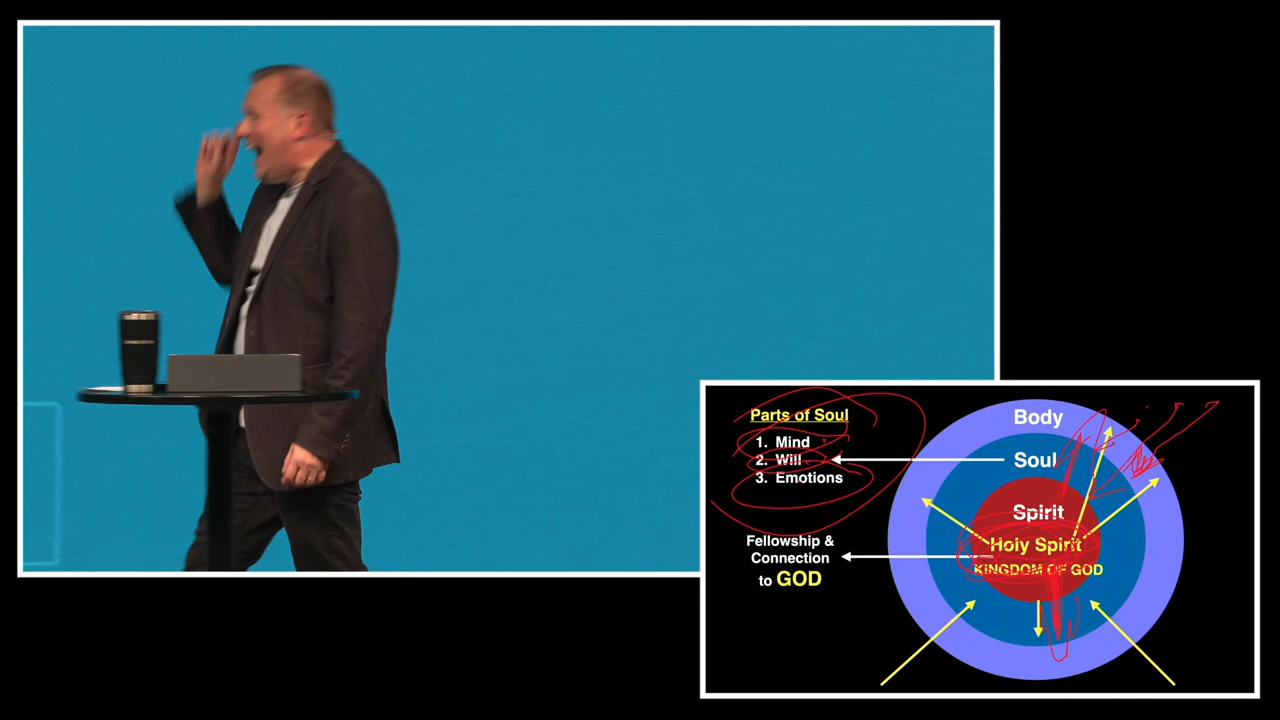 Parts of Soul
1. Mind
2. Will
3. Emotions
Fellowship &
Connection
to GOD
Body
Soul
Spirit
Holy Spirit
KINGDOM OF GOD